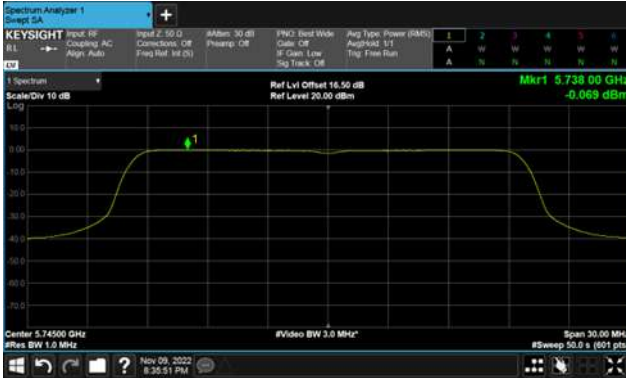 Spectrum Analyzer 1
Swept SA
+
KEYSIGHT Input: RF Input Z: 50 Ω #Atten: 30 dB PNO: Best Wide Avg Type: Power (RMS) 1 2 3 4 5 6
RL Coupling: AC Corrections: Off Preamp: Off Gate: Off Avg|Hold: 1/1 A W W W W W
Align: Auto Freq Ref: Int (S) IF Gain: Low Trig: Free Run
Sig Track: Off A N N N N N
1 Spectrum
Ref Lvl Offset 16.50 dB Mkr1 5.738 00 GHz
Scale/Div 10 dB Ref Level 20.00 dBm -0.069 dBm
Log
10.0
1
0.00
-10.0
-20.0
-30.0
-40.0
-50.0
-60.0
-70.0
Center 5.74500 GHz #Video BW 3.0 MHz* Span 30.00 MHz
#Res BW 1.0 MHz #Sweep 50.0 s (601 pts)
? Nov 09, 2022
8:35:51 PM